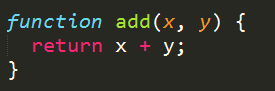 function add(x, y) {
  return x + y;
}